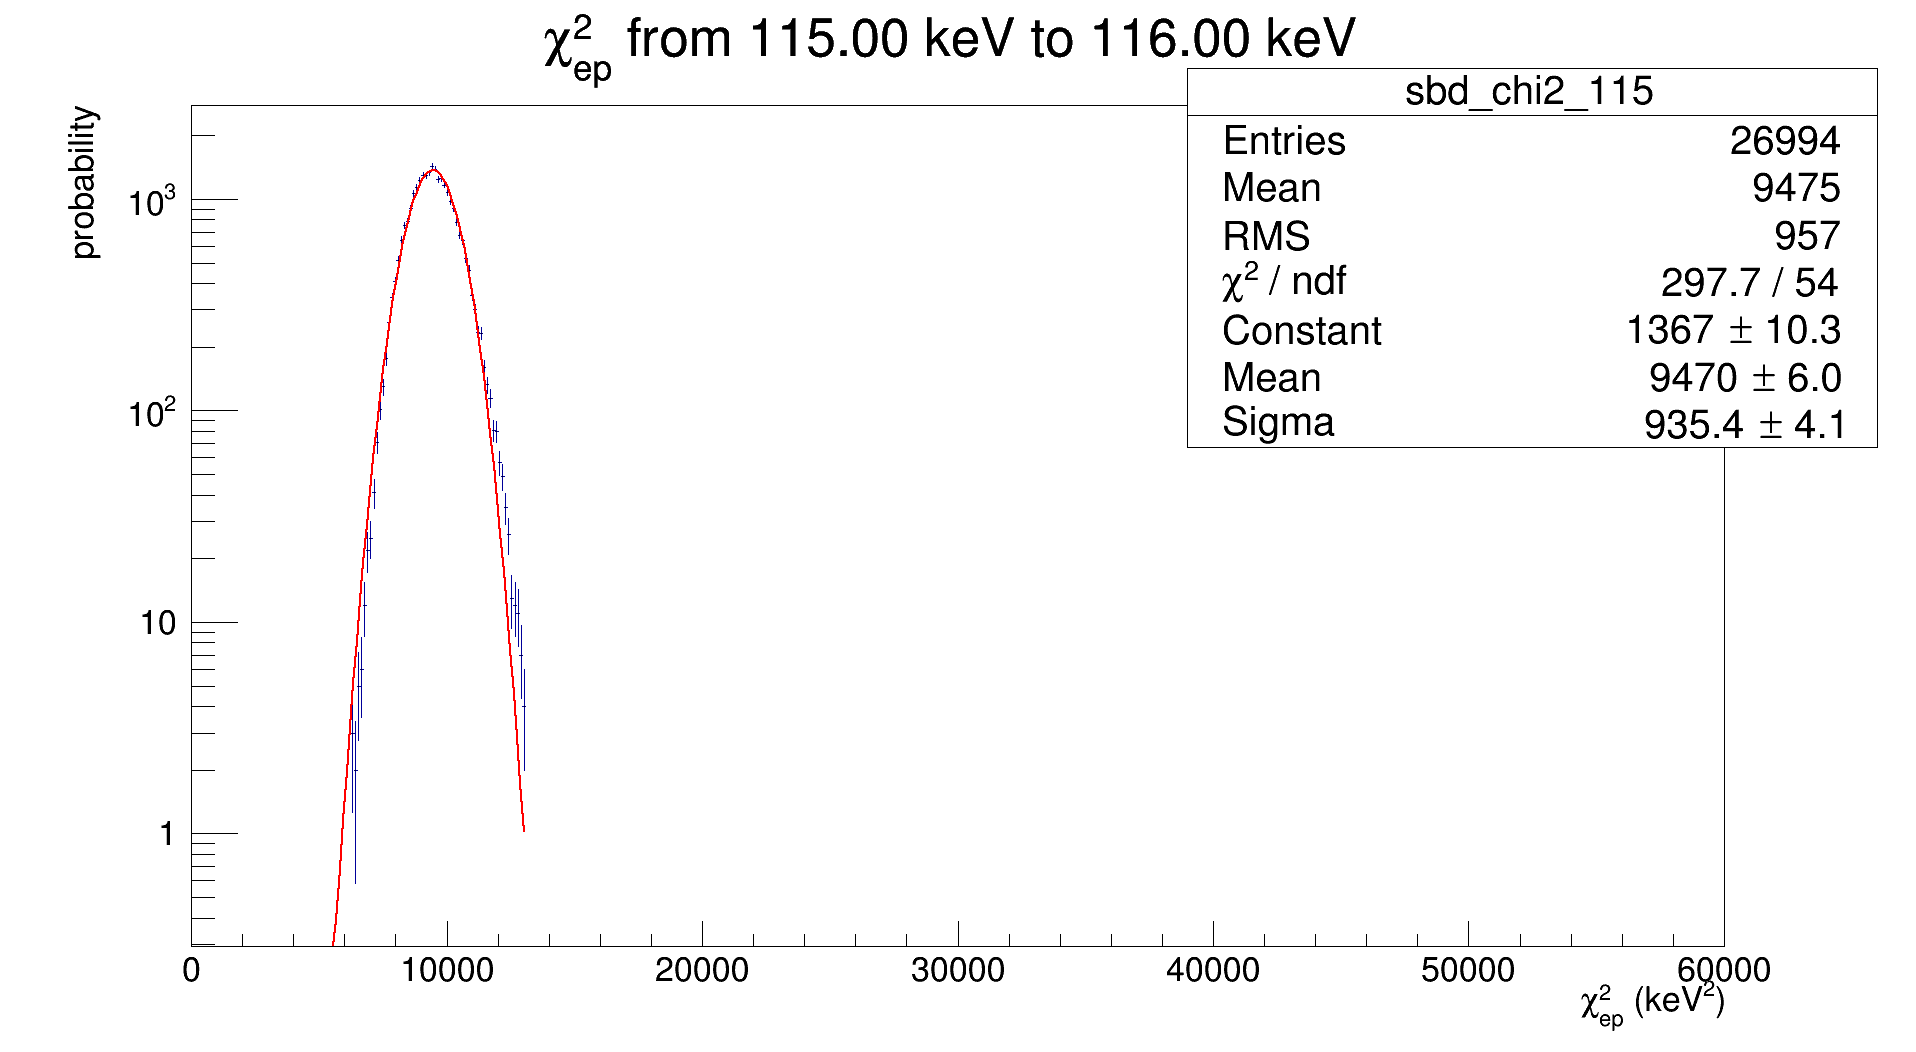 χ²ep from 115.00 keV to 116.00 keV
sbd_chi2_115
Entries 26994
Mean 9475
RMS 957
χ² / ndf 297.7 / 54
Constant 1367 ± 10.3
Mean 9470 ± 6.0
Sigma 935.4 ± 4.1
probability
10³
10²
10
1
0 10000 20000 30000 40000 50000 60000
χ²ep (keV²)